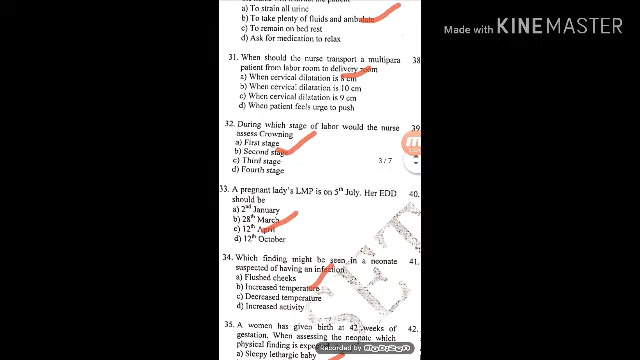 Made with KINEMASTER
a) To strain all urine
b) To take plenty of fluids and ambulate
c) To remain on bed rest
d) Ask for medication to relax
31. When should the nurse transport a multipara
patient from labor room to delivery room
a) When cervical dilatation is 8 cm
b) When cervical dilatation is 10 cm
c) When cervical dilatation is 9 cm
d) When patient feels urge to push
32. During which stage of labor would the nurse
assess Crowning
a) First stage
b) Second stage
c) Third stage
d) Fourth stage
33. A pregnant lady's LMP is on 5th July. Her EDD
should be
a) 2nd January
b) 28th March
c) 12th April
d) 12th October
34. Which finding might be seen in a neonate
suspected of having an infection
a) Flushed cheeks
b) Increased temperature
c) Decreased temperature
d) Increased activity
35. A women has given birth at 42 weeks of
gestation. When assessing the neonate which
physical finding is expe
a) Sleepy lethargic baby
38
39
3/7
40.
41.
42.
SET
Recorded by